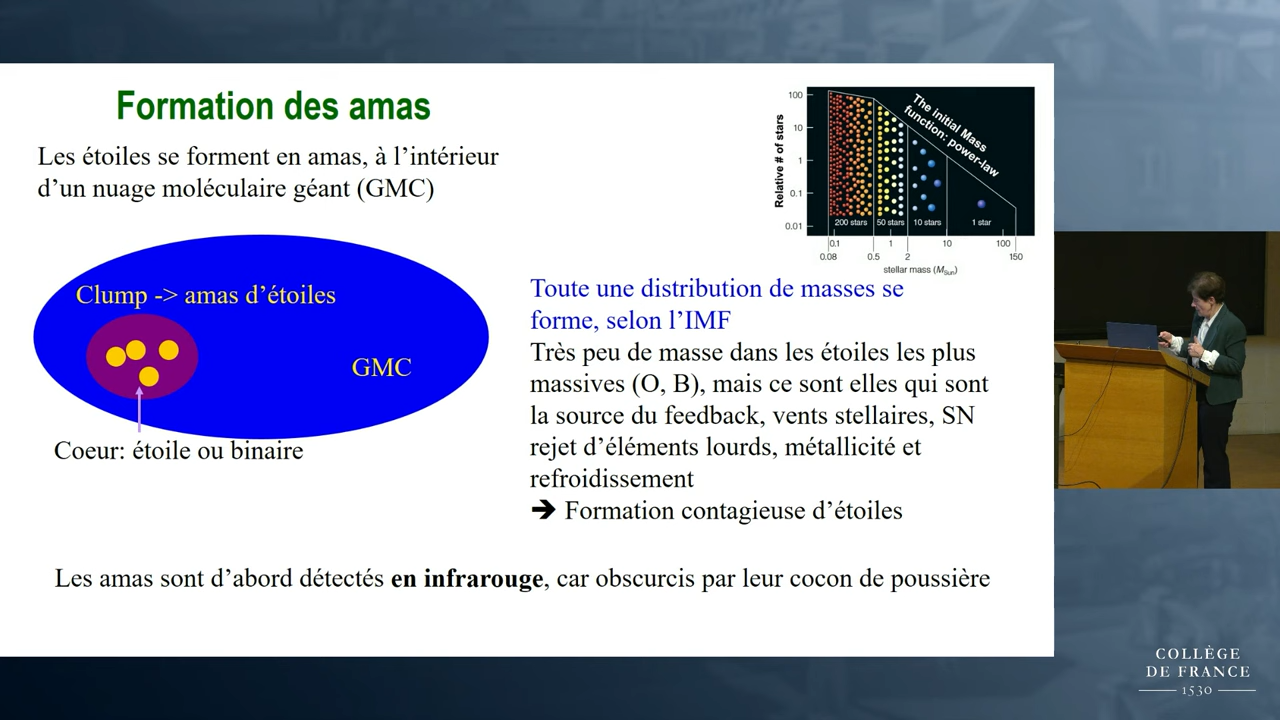 Formation des amas
Les étoiles se forment en amas, à l'intérieur
d'un nuage moléculaire géant (GMC)
Clump -> amas d'étoiles
GMC
Coeur: étoile ou binaire
The initial Mass
function: power-law
Relative # of stars
100
10
1
0.1
0.01
200 stars
50 stars
10 stars
1 star
0.1
1
10
100
0.08
0.5
2
150
stellar mass (MSun)
Toute une distribution de masses se
forme, selon l'IMF
Très peu de masse dans les étoiles les plus
massives (O, B), mais ce sont elles qui sont
la source du feedback, vents stellaires, SN
rejet d'éléments lourds, métallicité et
refroidissement
➔ Formation contagieuse d'étoiles
Les amas sont d'abord détectés en infrarouge, car obscurcis par leur cocon de poussière
COLLÈGE
DE FRANCE
1530